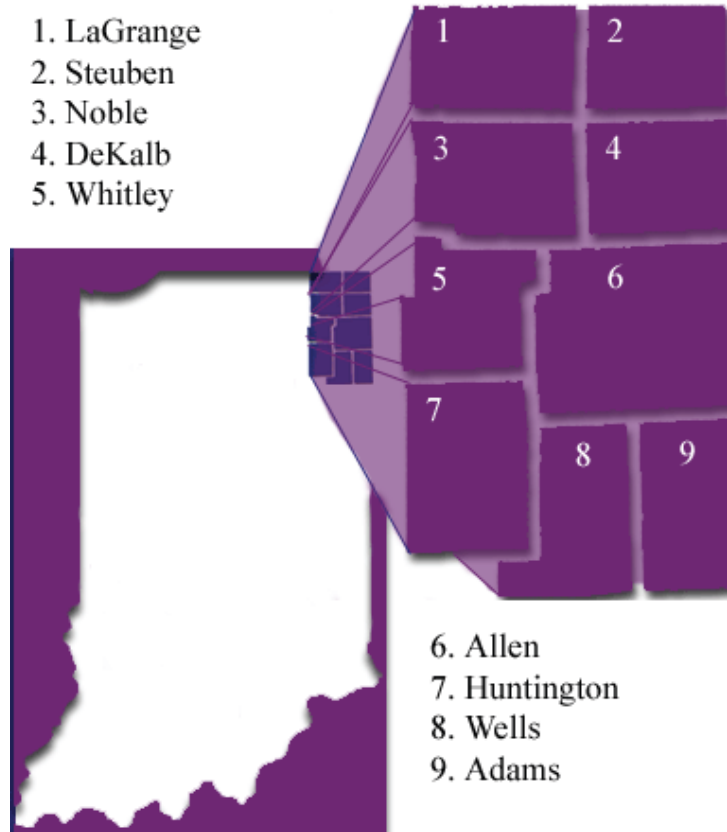 1. LaGrange
2. Steuben
3. Noble
4. DeKalb
5. Whitley
1
2
3
4
5
6
7
8
9
6. Allen
7. Huntington
8. Wells
9. Adams